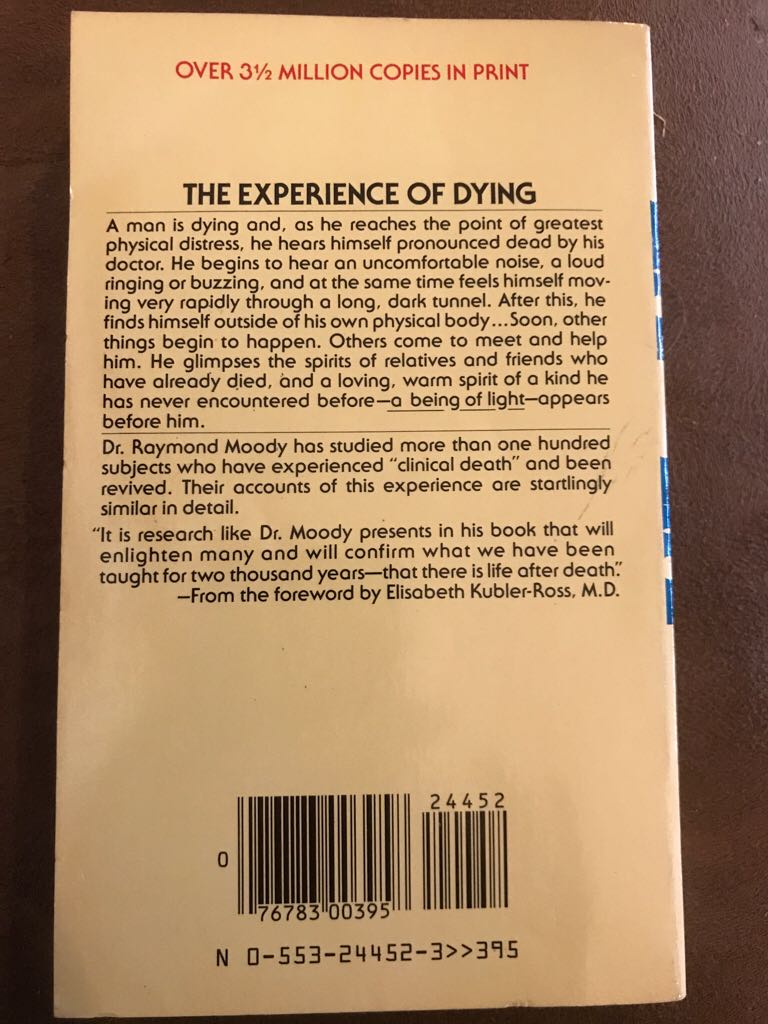 OVER 3½ MILLION COPIES IN PRINT
THE EXPERIENCE OF DYING
A man is dying and, as he reaches the point of greatest
physical distress, he hears himself pronounced dead by his
doctor. He begins to hear an uncomfortable noise, a loud
ringing or buzzing, and at the same time feels himself mov-
ing very rapidly through a long, dark tunnel. After this, he
finds himself outside of his own physical body...Soon, other
things begin to happen. Others come to meet and help
him. He glimpses the spirits of relatives and friends who
have already died, and a loving, warm spirit of a kind he
has never encountered before—a being of light—appears
before him.
Dr. Raymond Moody has studied more than one hundred
subjects who have experienced "clinical death" and been
revived. Their accounts of this experience are startlingly
similar in detail.
"It is research like Dr. Moody presents in his book that will
enlighten many and will confirm what we have been
taught for two thousand years—that there is life after death."
—From the foreword by Elisabeth Kubler-Ross, M.D.
24452
0
76783 00395
N 0-553-24452-3>>395